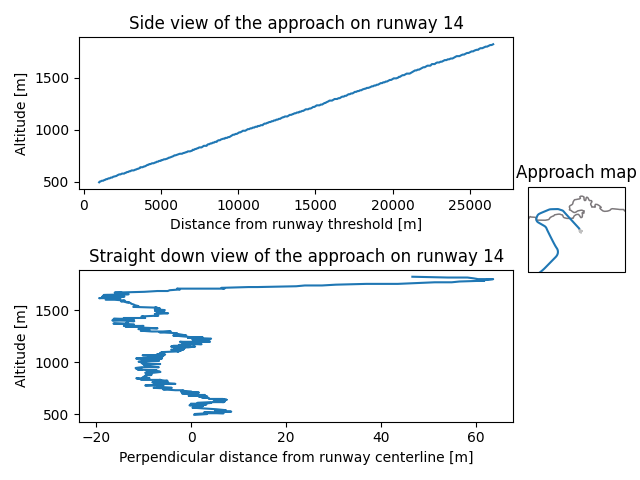 Side view of the approach on runway 14
Altitude [m]
1500
1000
500
0
5000
10000
15000
20000
25000
Distance from runway threshold [m]
Approach map
Straight down view of the approach on runway 14
Altitude [m]
1500
1000
500
−20
0
20
40
60
Perpendicular distance from runway centerline [m]